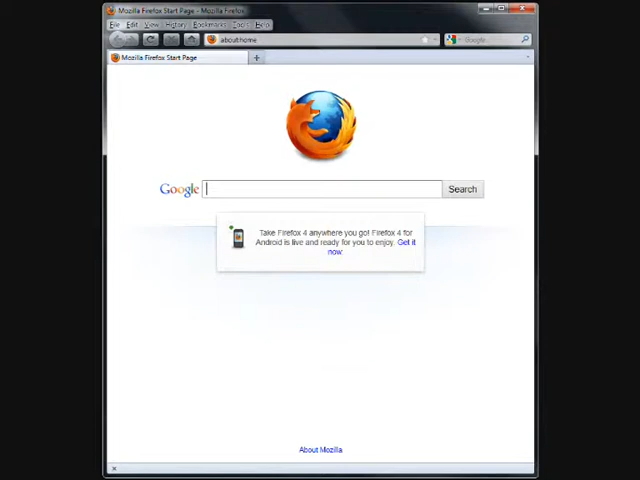 Mozilla Firefox Start Page - Mozilla Firefox
File Edit View History Bookmarks Tools Help
about:home
Google
Mozilla Firefox Start Page
Google
Search
Take Firefox 4 anywhere you go! Firefox 4 for
Android is live and ready for you to enjoy. Get it
now
About Mozilla